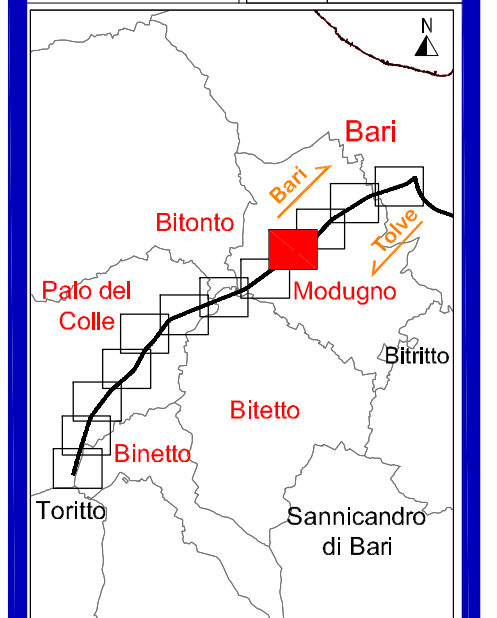 N
Bari
Bari
Bitonto
Tolve
Palo del
Colle
Modugno
Bitritto
Bitetto
Binetto
Toritto
Sannicandro
di Bari